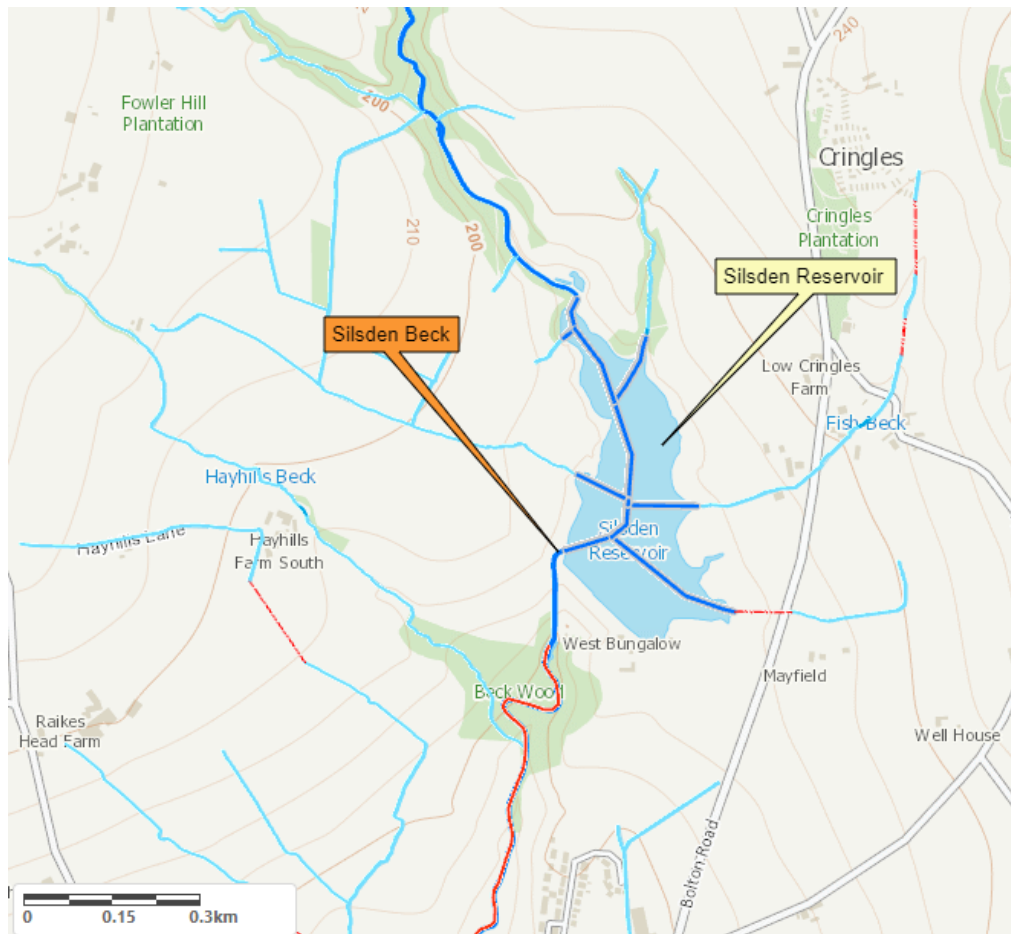 240
Fowler Hill
Plantation
200
Cringles
Cringles
Plantation
210
200
Silsden Reservoir
Silsden Beck
Low Cringles
Farm
Fish Beck
Hayhills Beck
Silsden
Reservoir
Hayhills Lane
Hayhills
Farm South
West Bungalow
Mayfield
Beck Wood
Raikes
Head Farm
Well House
Bolton Road
0 0.15 0.3km